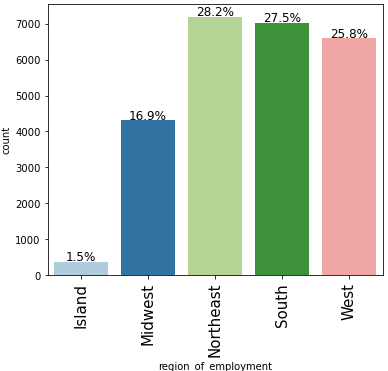 28.2%
27.5%
25.8%
16.9%
1.5%
7000
6000
5000
4000
3000
2000
1000
0
count
Island
Midwest
Northeast
South
West
region_of_employment